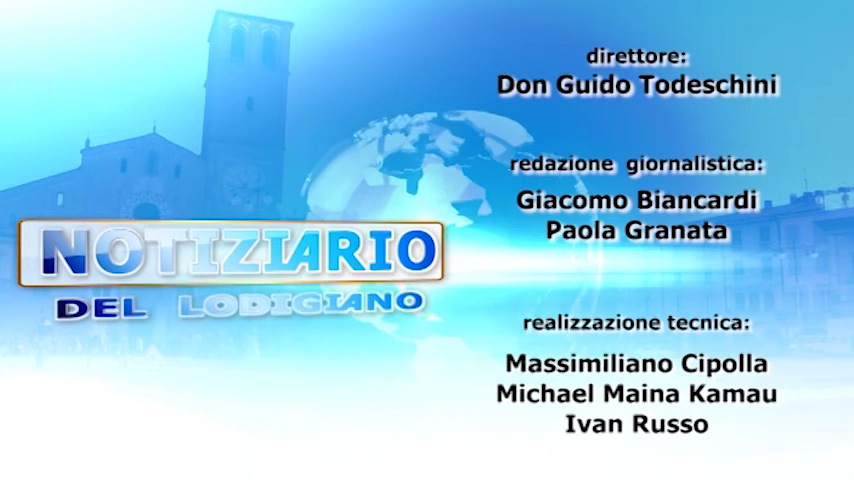 NOTIZIARIO
DEL LODIGIANO
direttore:
Don Guido Todeschini
redazione giornalistica:
Giacomo Biancardi
Paola Granata
realizzazione tecnica:
Massimiliano Cipolla
Michael Maina Kamau
Ivan Russo